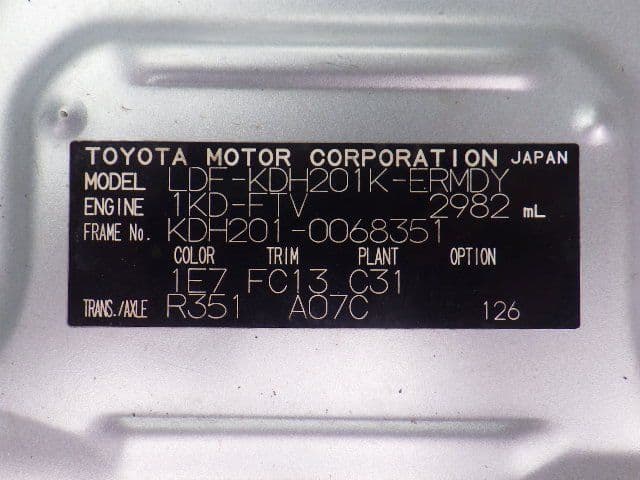 TOYOTA MOTOR CORPORATION JAPAN
MODEL LDF-KDH201K-ERMDY
ENGINE 1KD-FTV 2982 mL
FRAME No. KDH201-0068351
COLOR TRIM PLANT OPTION
1E7 FC13 C31
TRANS./AXLE R351 A07C 126